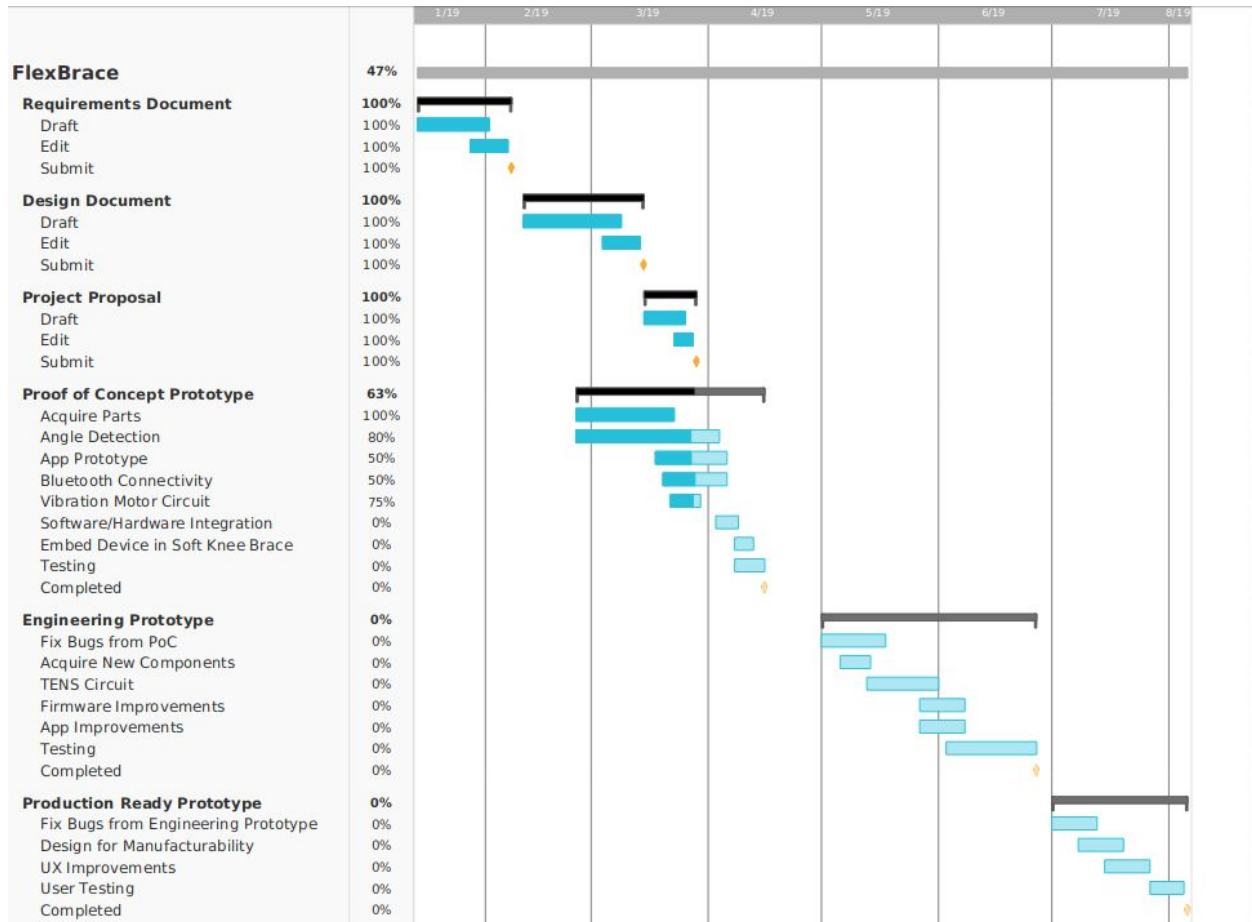 1/19 2/19 3/19 4/19 5/19 6/19 7/19 8/19
FlexBrace 47%
Requirements Document 100%
Draft 100%
Edit 100%
Submit 100%
Design Document 100%
Draft 100%
Edit 100%
Submit 100%
Project Proposal 100%
Draft 100%
Edit 100%
Submit 100%
Proof of Concept Prototype 63%
Acquire Parts 100%
Angle Detection 80%
App Prototype 50%
Bluetooth Connectivity 50%
Vibration Motor Circuit 75%
Software/Hardware Integration 0%
Embed Device in Soft Knee Brace 0%
Testing 0%
Completed 0%
Engineering Prototype 0%
Fix Bugs from PoC 0%
Acquire New Components 0%
TENS Circuit 0%
Firmware Improvements 0%
App Improvements 0%
Testing 0%
Completed 0%
Production Ready Prototype 0%
Fix Bugs from Engineering Prototype 0%
Design for Manufacturability 0%
UX Improvements 0%
User Testing 0%
Completed 0%